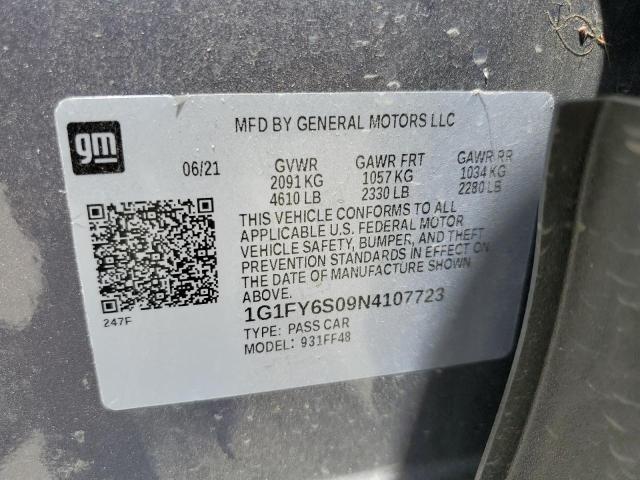 gm
MFD BY GENERAL MOTORS LLC
06/21 GVWR GAWR FRT GAWR RR
2091 KG 1057 KG 1034 KG
4610 LB 2330 LB 2280 LB
THIS VEHICLE CONFORMS TO ALL
APPLICABLE U.S. FEDERAL MOTOR
VEHICLE SAFETY, BUMPER, AND THEFT
PREVENTION STANDARDS IN EFFECT ON
THE DATE OF MANUFACTURE SHOWN
ABOVE.
1G1FY6S09N4107723
TYPE: PASS CAR
MODEL: 931FF48
247F